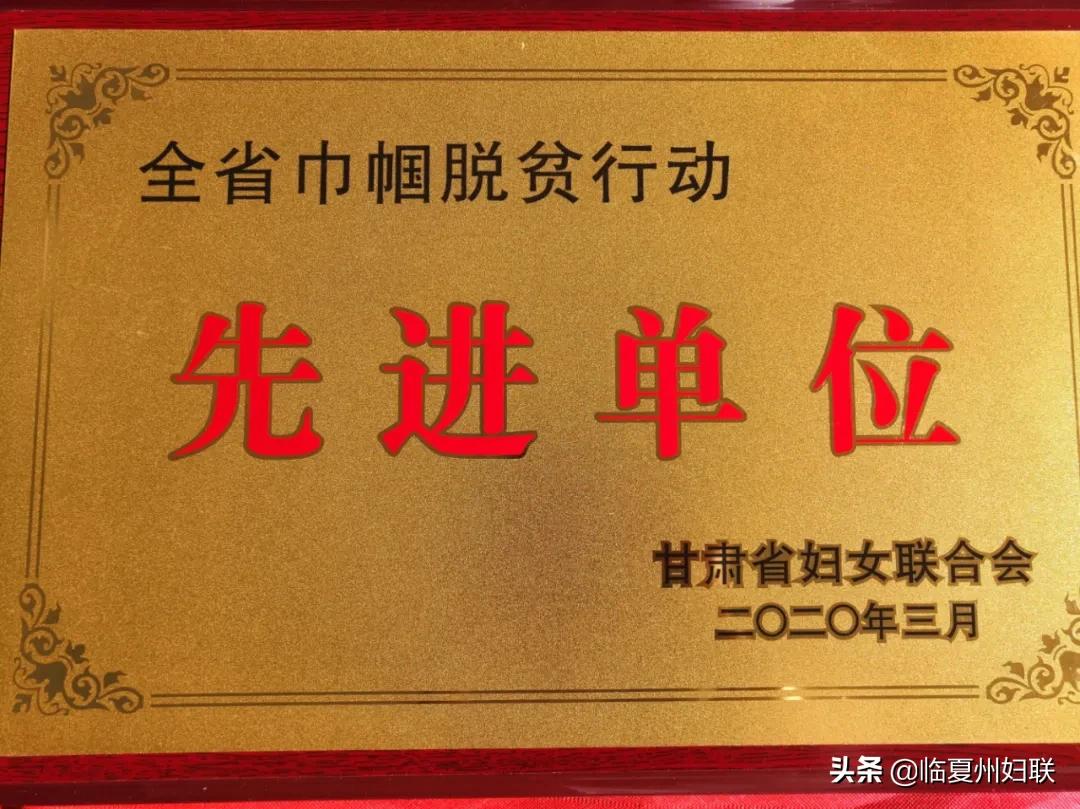 全省巾帼脱贫行动
先进单位
甘肃省妇女联合会
二〇二〇年三月
头条 @临夏州妇联